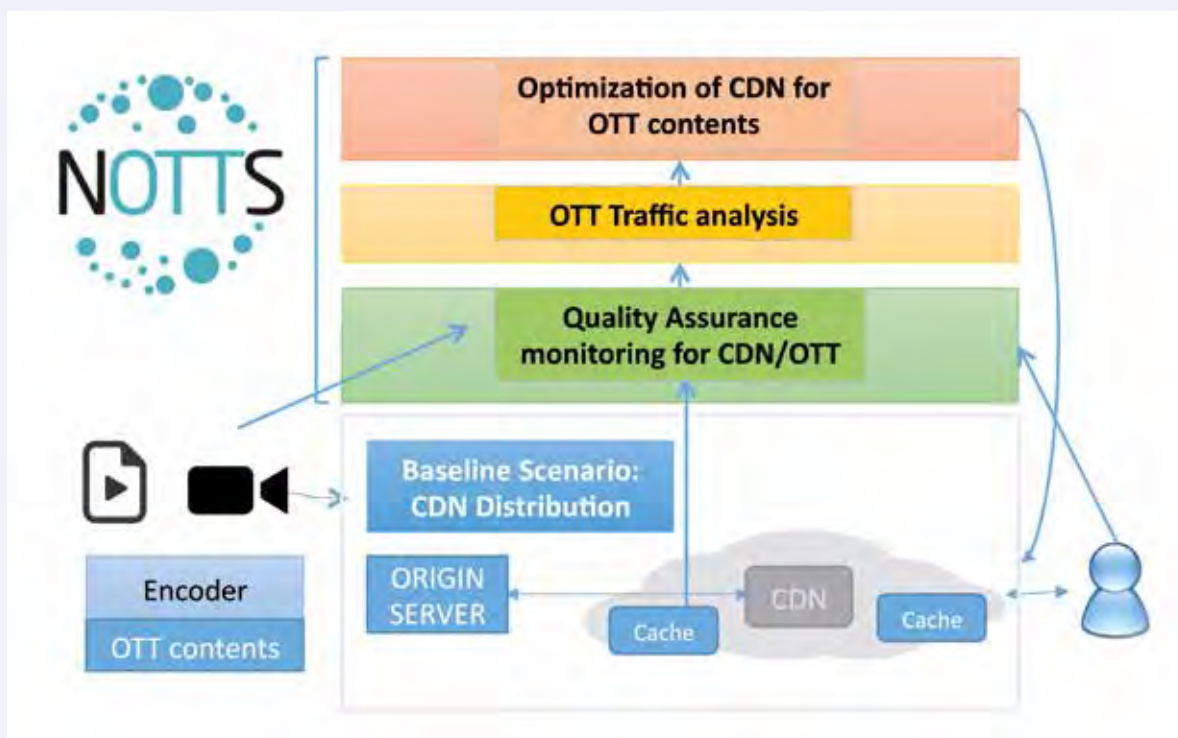 NOTTS
Optimization of CDN for
OTT contents
OTT Traffic analysis
Quality Assurance
monitoring for CDN/OTT
Baseline Scenario:
CDN Distribution
Encoder
OTT contents
ORIGIN
SERVER
CDN
Cache
Cache